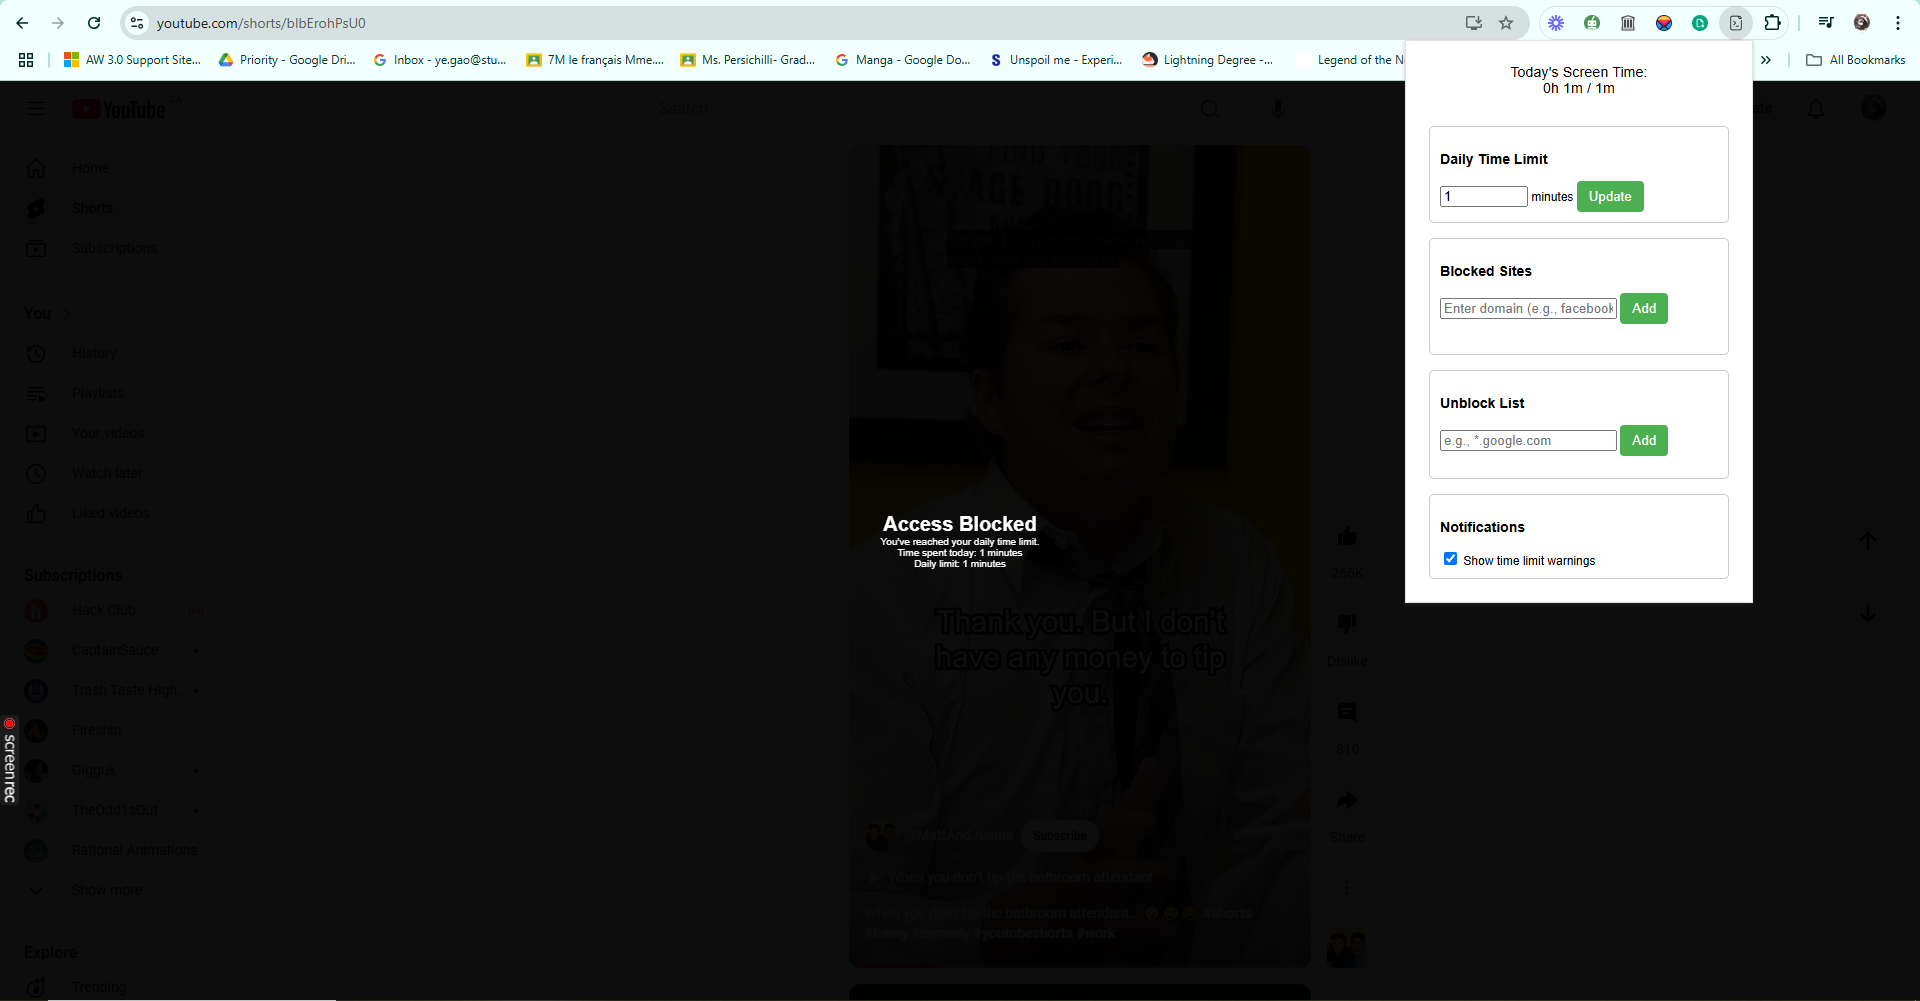 youtube.com/shorts/bIbErohPsU0
AW 3.0 Support Site...
Priority - Google Dri...
Inbox - ye.gao@stu...
7M le français Mme....
Ms. Persichilli- Grad...
Manga - Google Do...
Unspoil me - Experi...
Lightning Degree -...
Legend of the N
All Bookmarks
Today's Screen Time:
0h 1m / 1m
Daily Time Limit
1 minutes Update
Blocked Sites
Enter domain (e.g., facebook Add
Unblock List
e.g., *.google.com Add
Notifications
Show time limit warnings
YouTube CA
Search
Home
Shorts
Subscriptions
You
History
Playlists
Your videos
Watch later
Liked videos
Subscriptions
Hack Club
CaptainSauce
Trash Taste High...
Fireship
Gigguk
TheOdd1sOut
Rational Animations
Show more
Explore
Trending
screenrec
STAGE DOOR
Access Blocked
You've reached your daily time limit.
Time spent today: 1 minutes
Daily limit: 1 minutes
Thank you. But I don't
have any money to tip
you.
Subscribe
When you don't tip the bathroom attendant
When you don't tip the bathroom attendant... #shorts
#funny #comedy #youtubeshorts #work
266K
Dislike
810
Share